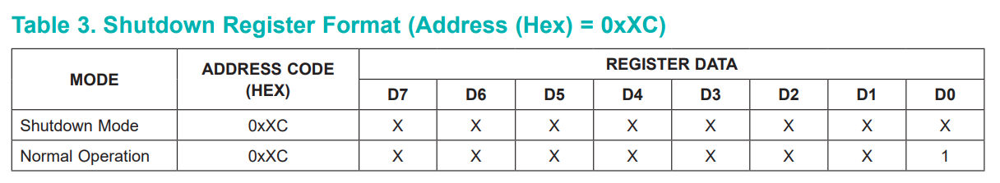 Table 3. Shutdown Register Format (Address (Hex) = 0xXC)
MODE ADDRESS CODE (HEX) REGISTER DATA
D7 D6 D5 D4 D3 D2 D1 D0
Shutdown Mode 0xXC X X X X X X X X
Normal Operation 0xXC X X X X X X X 1